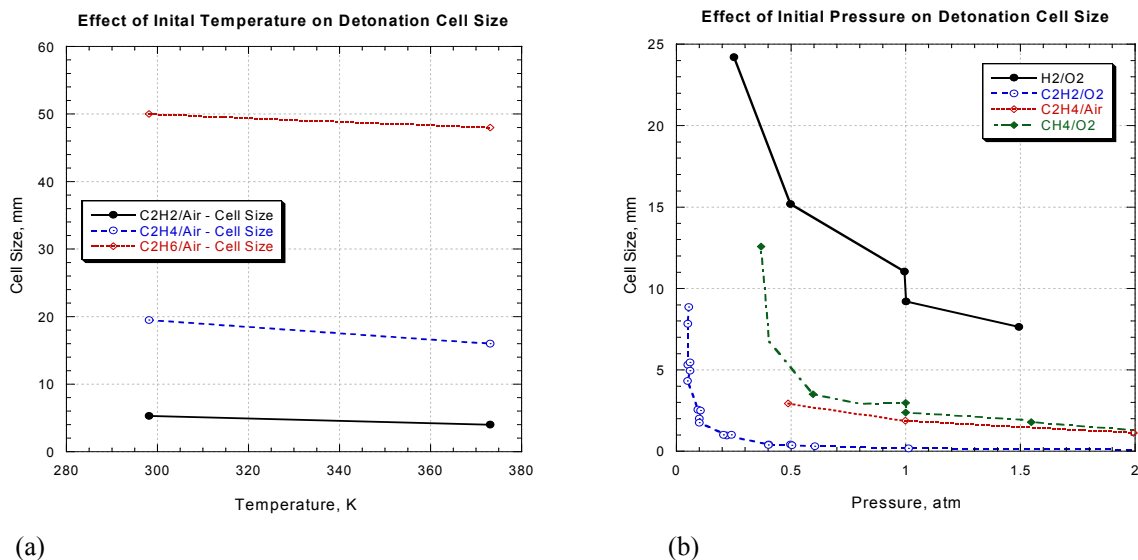 Effect of Inital Temperature on Detonation Cell Size
60
50
40
30
20
10
0
Cell Size, mm
C2H2/Air - Cell Size
C2H4/Air - Cell Size
C2H6/Air - Cell Size
280 300 320 340 360 380
Temperature, K
(a)
Effect of Initial Pressure on Detonation Cell Size
25
20
15
10
5
0
Cell Size, mm
H2/O2
C2H2/O2
C2H4/Air
CH4/O2
0 0.5 1 1.5 2
Pressure, atm
(b)